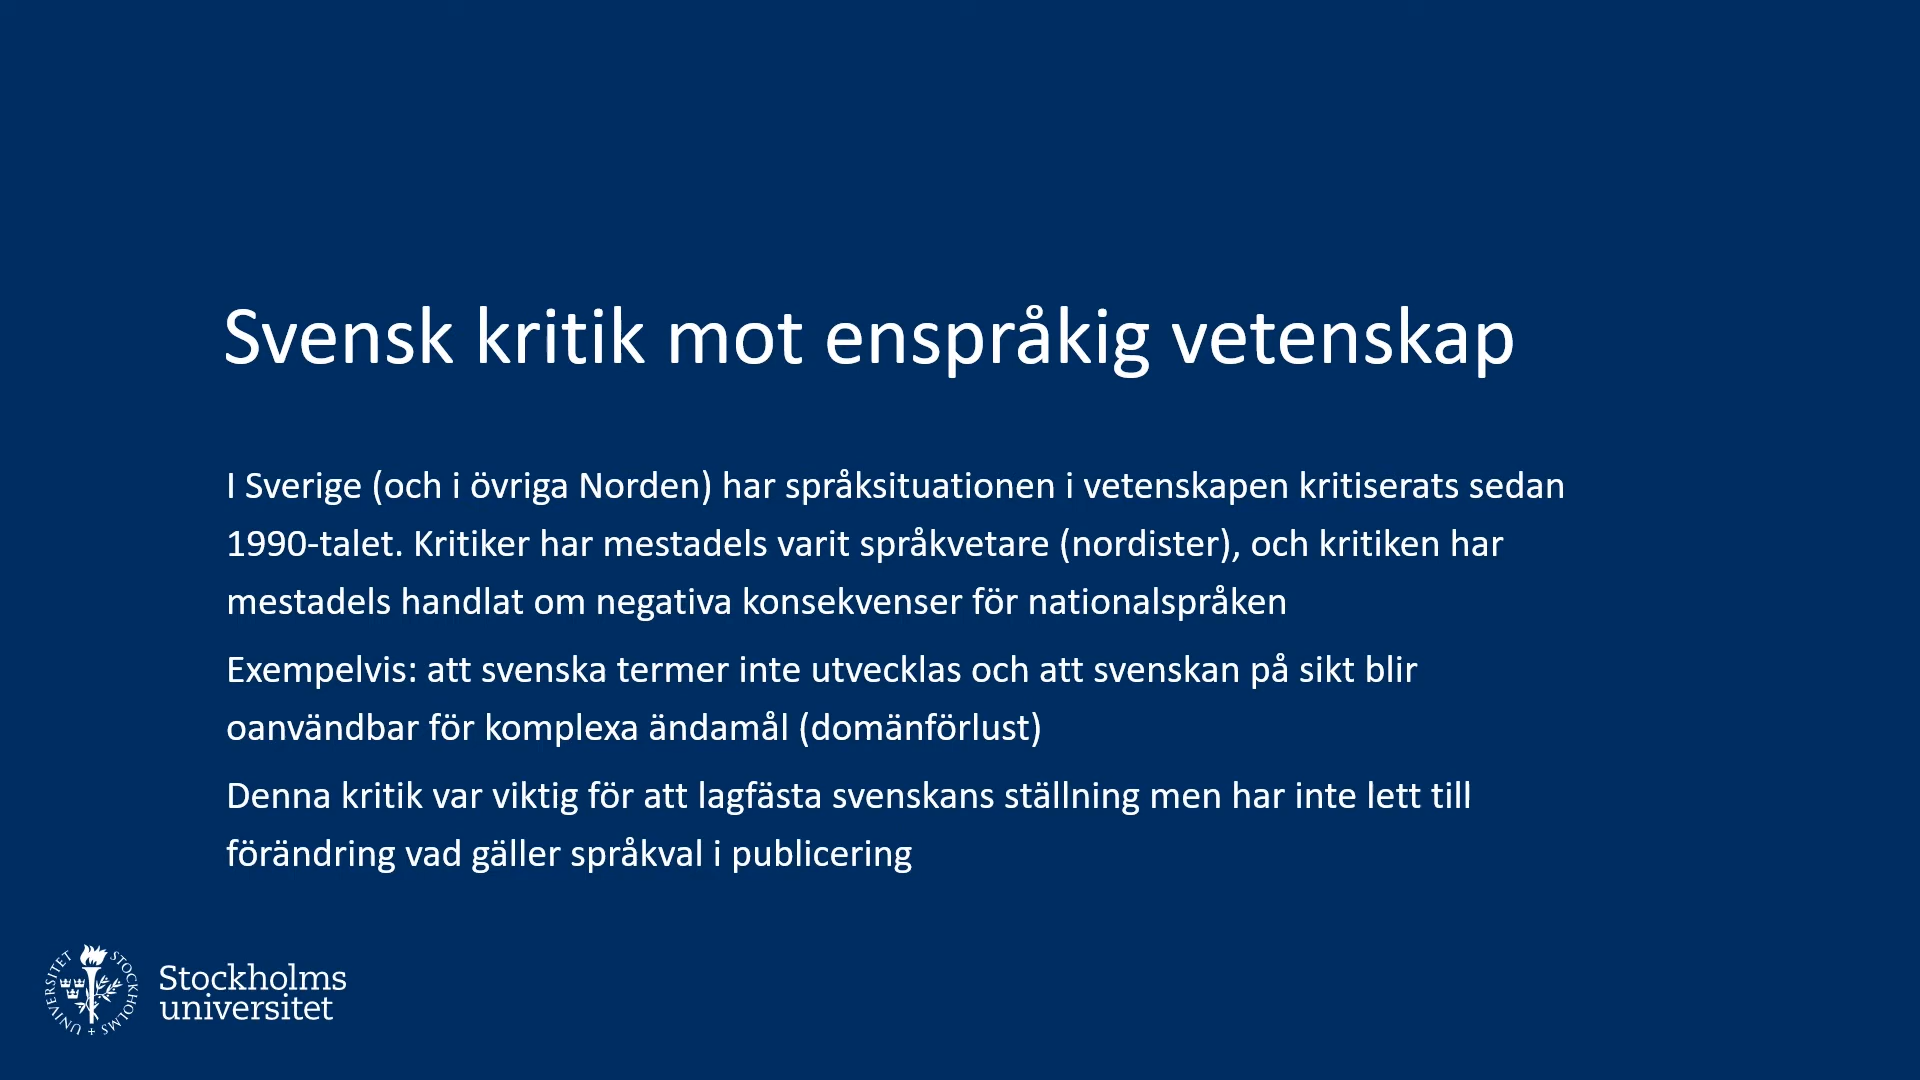 Svensk kritik mot enspråkig vetenskap
I Sverige (och i övriga Norden) har språksituationen i vetenskapen kritiserats sedan
1990-talet. Kritiker har mestadels varit språkvetare (nordister), och kritiken har
mestadels handlat om negativa konsekvenser för nationalspråken
Exempelvis: att svenska termer inte utvecklas och att svenskan på sikt blir
oanvändbar för komplexa ändamål (domänförlust)
Denna kritik var viktig för att lagfästa svenskans ställning men har inte lett till
förändring vad gäller språkval i publicering
STOCKHOLMS + UNIVERSITET
Stockholms
universitet